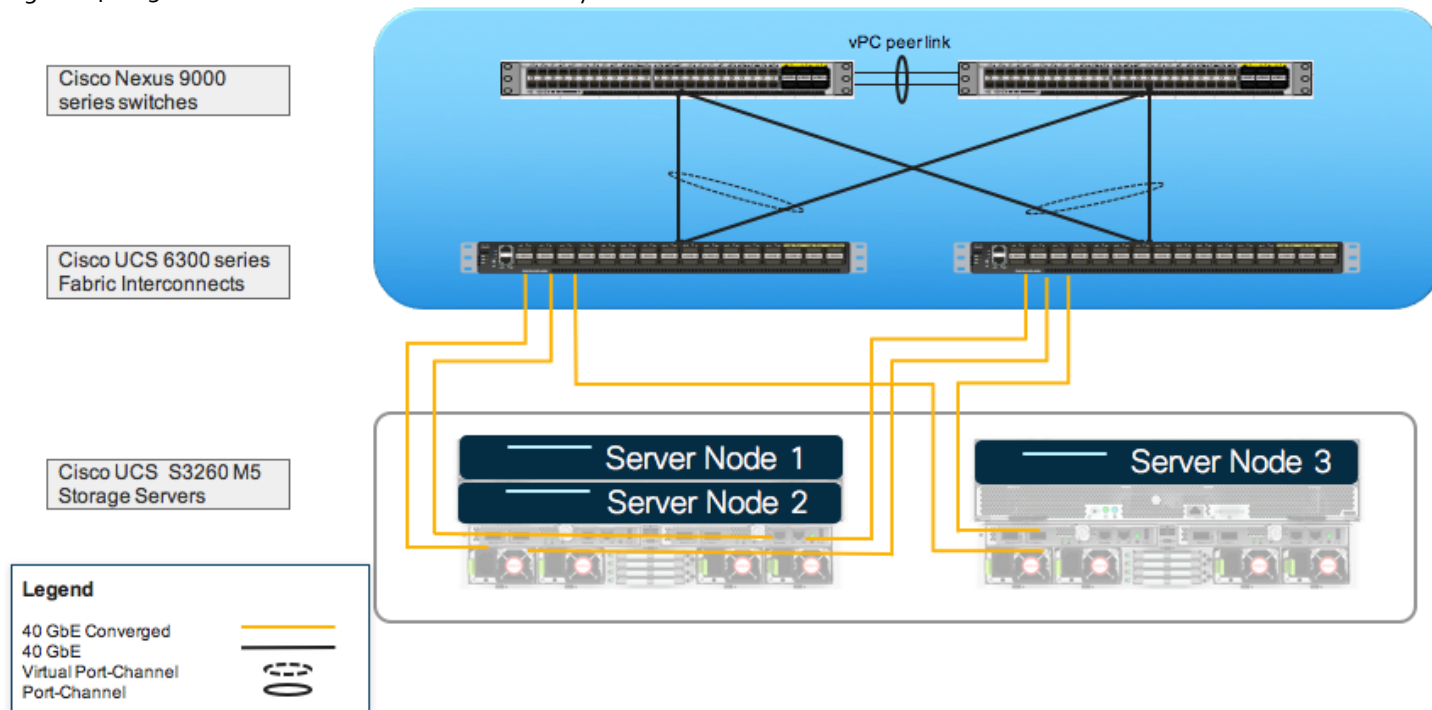 vPC peer link
Cisco Nexus 9000
series switches
Cisco UCS 6300 series
Fabric Interconnects
Cisco UCS S3260 M5
Storage Servers
Server Node 1
Server Node 2
Server Node 3
Legend
40 GbE Converged
40 GbE
Virtual Port-Channel
Port-Channel